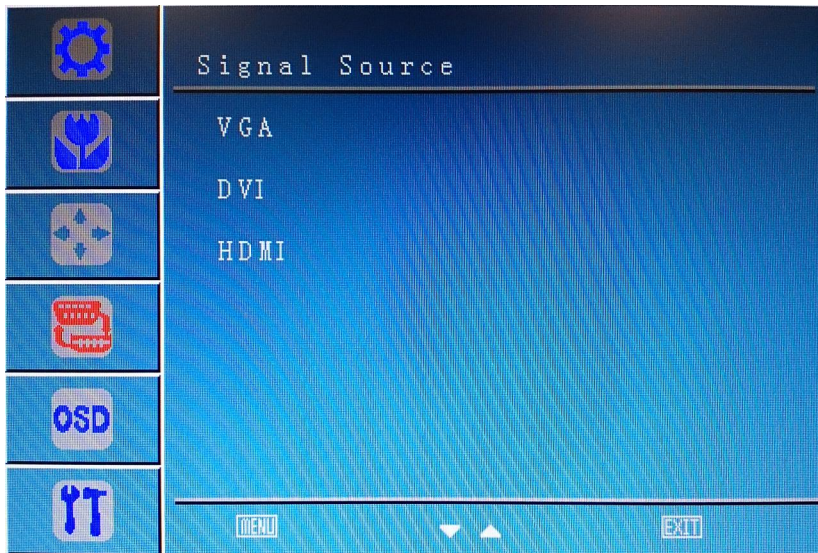 Signal Source
VGA
DVI
HDMI
OSD
MENU
EXIT